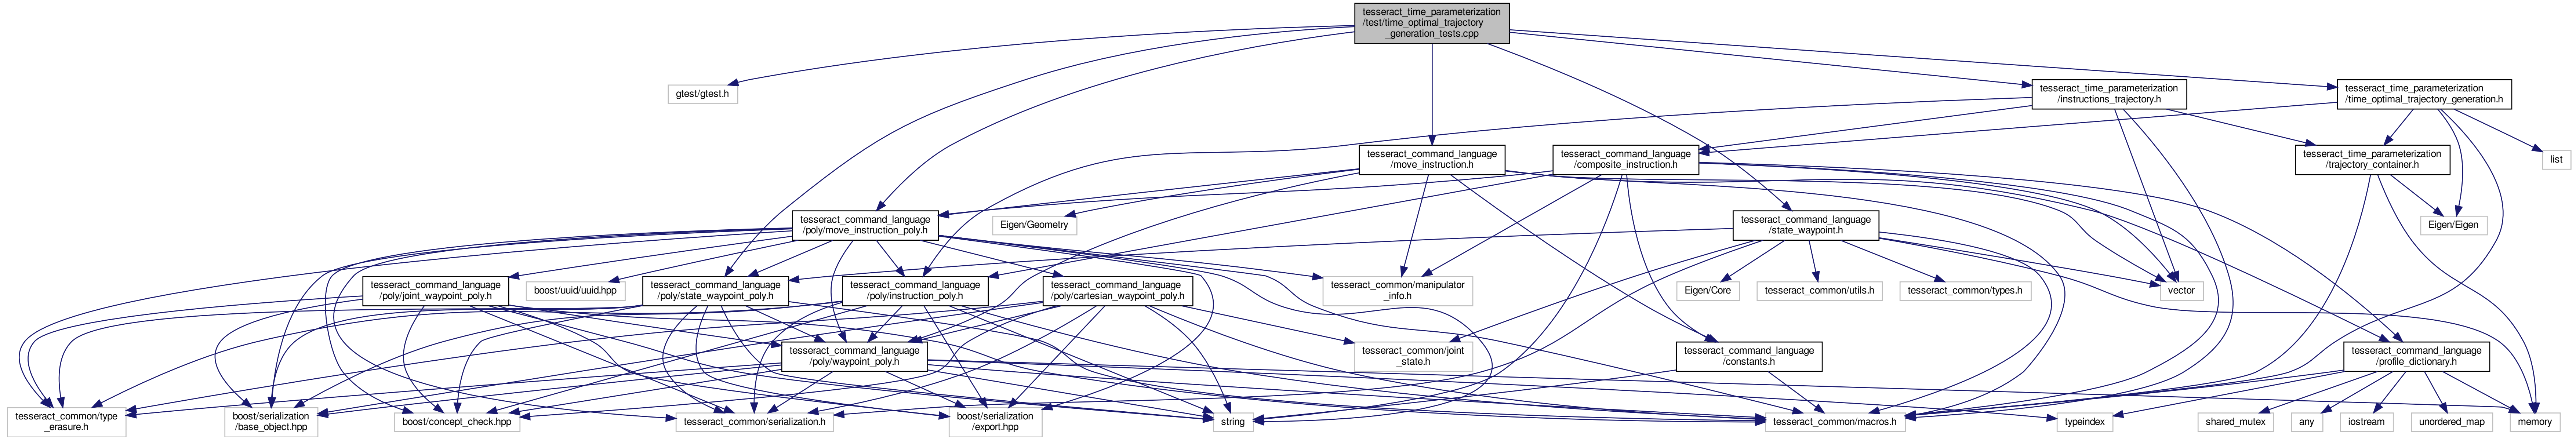 tesseract_time_parameterization
/test/time_optimal_trajectory
_generation_tests.cpp
gtest/gtest.h
tesseract_time_parameterization
/instructions_trajectory.h
tesseract_time_parameterization
/time_optimal_trajectory_generation.h
tesseract_command_language
/move_instruction.h
tesseract_command_language
/composite_instruction.h
tesseract_time_parameterization
/trajectory_container.h
list
tesseract_command_language
/poly/move_instruction_poly.h
Eigen/Geometry
tesseract_command_language
/state_waypoint.h
Eigen/Eigen
tesseract_command_language
/poly/joint_waypoint_poly.h
boost/uuid/uuid.hpp
tesseract_command_language
/poly/state_waypoint_poly.h
tesseract_command_language
/poly/instruction_poly.h
tesseract_command_language
/poly/cartesian_waypoint_poly.h
tesseract_common/manipulator
_info.h
Eigen/Core
tesseract_common/utils.h
tesseract_common/types.h
vector
tesseract_command_language
/poly/waypoint_poly.h
tesseract_common/joint
_state.h
tesseract_command_language
/constants.h
tesseract_command_language
/profile_dictionary.h
tesseract_common/type
_erasure.h
boost/serialization
/base_object.hpp
boost/concept_check.hpp
tesseract_common/serialization.h
boost/serialization
/export.hpp
string
tesseract_common/macros.h
typeindex
shared_mutex
any
iostream
unordered_map
memory